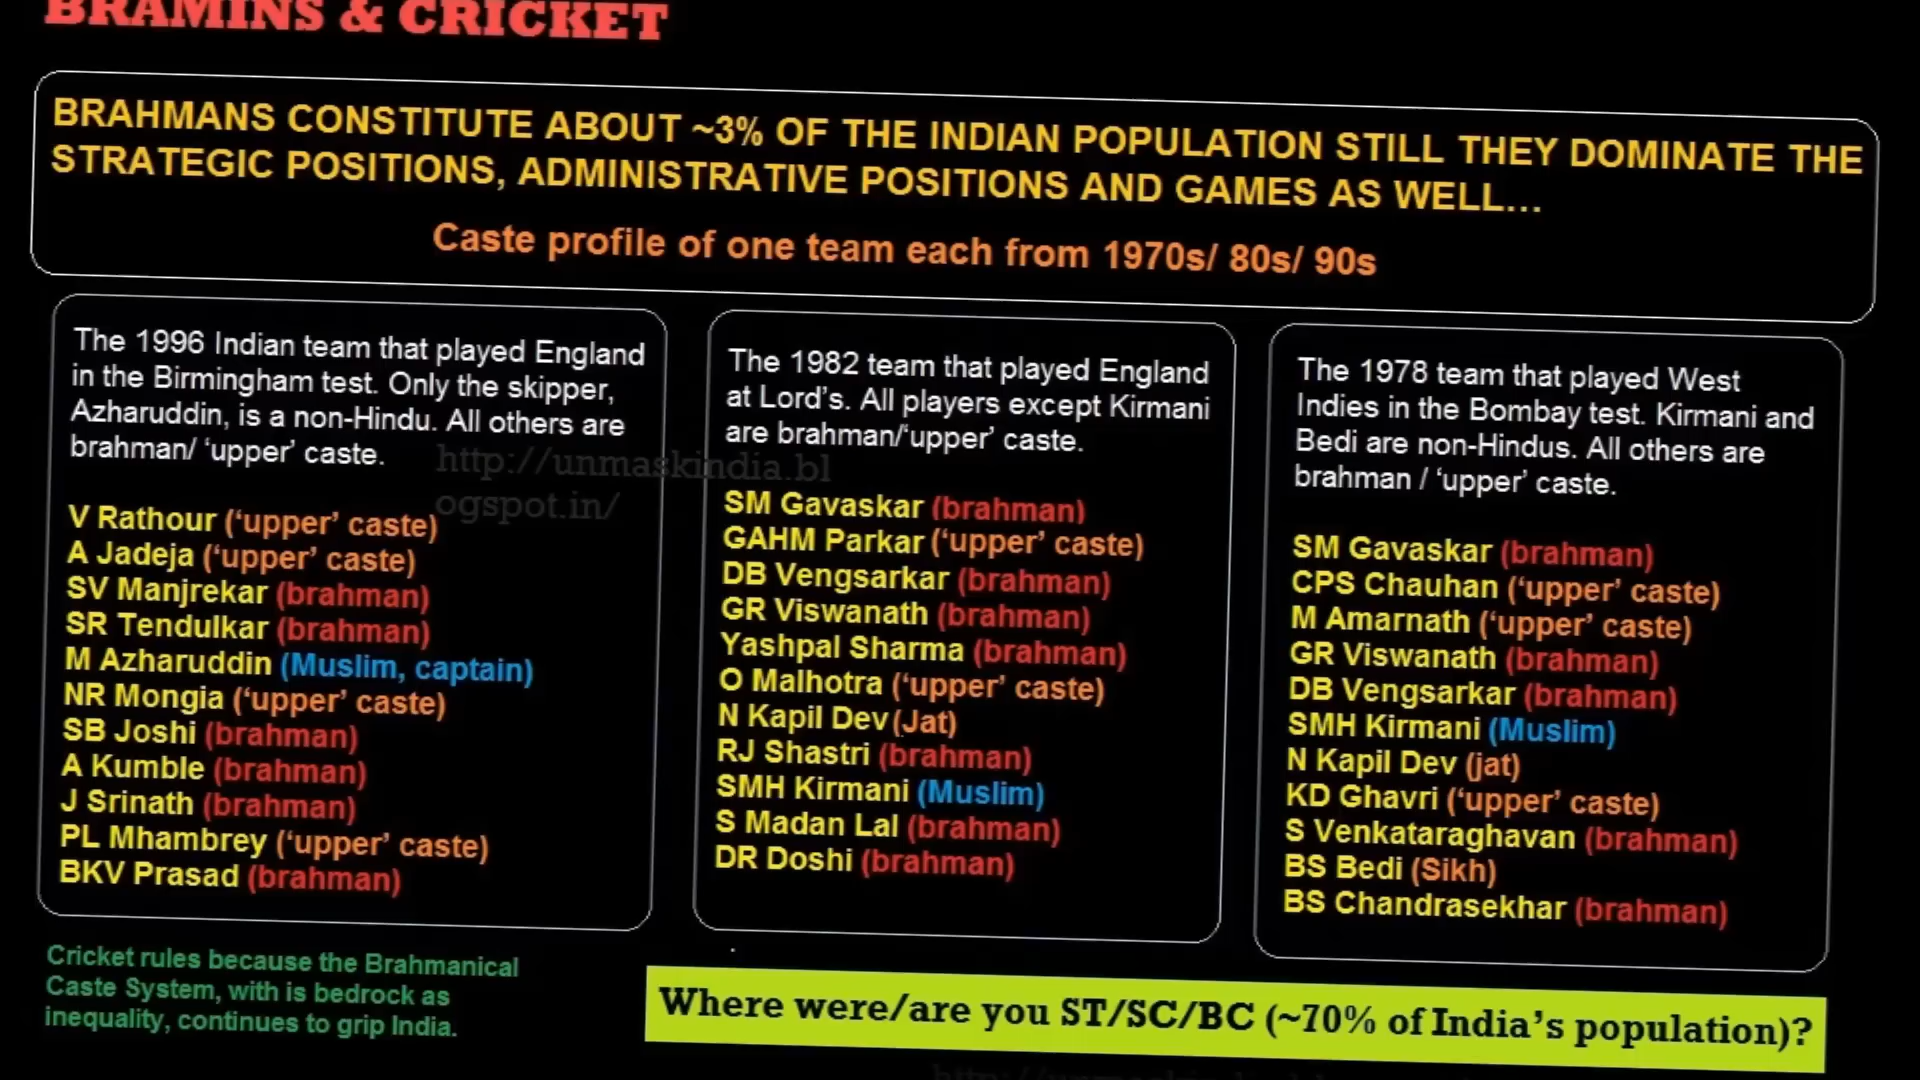 BRAMINS & CRICKET
BRAHMANS CONSTITUTE ABOUT ~3% OF THE INDIAN POPULATION STILL THEY DOMINATE THE
STRATEGIC POSITIONS, ADMINISTRATIVE POSITIONS AND GAMES AS WELL...
Caste profile of one team each from 1970s/ 80s/ 90s
The 1996 Indian team that played England
in the Birmingham test. Only the skipper,
Azharuddin, is a non-Hindu. All others are
brahman/ ‘upper’ caste.
V Rathour (‘upper’ caste)
A Jadeja (‘upper’ caste)
SV Manjrekar (brahman)
SR Tendulkar (brahman)
M Azharuddin (Muslim, captain)
NR Mongia (‘upper’ caste)
SB Joshi (brahman)
A Kumble (brahman)
J Srinath (brahman)
PL Mhambrey (‘upper’ caste)
BKV Prasad (brahman)
http://unmaskindia.bl
ogspot.in/
The 1982 team that played England
at Lord’s. All players except Kirmani
are brahman/‘upper’ caste.
SM Gavaskar (brahman)
GAHM Parkar (‘upper’ caste)
DB Vengsarkar (brahman)
GR Viswanath (brahman)
Yashpal Sharma (brahman)
O Malhotra (‘upper’ caste)
N Kapil Dev (Jat)
RJ Shastri (brahman)
SMH Kirmani (Muslim)
S Madan Lal (brahman)
DR Doshi (brahman)
The 1978 team that played West
Indies in the Bombay test. Kirmani and
Bedi are non-Hindus. All others are
brahman / ‘upper’ caste.
SM Gavaskar (brahman)
CPS Chauhan (‘upper’ caste)
M Amarnath (‘upper’ caste)
GR Viswanath (brahman)
DB Vengsarkar (brahman)
SMH Kirmani (Muslim)
N Kapil Dev (jat)
KD Ghavri (‘upper’ caste)
S Venkataraghavan (brahman)
BS Bedi (Sikh)
BS Chandrasekhar (brahman)
Cricket rules because the Brahmanical
Caste System, with is bedrock as
inequality, continues to grip India.
Where were/are you ST/SC/BC (~70% of India’s population)?